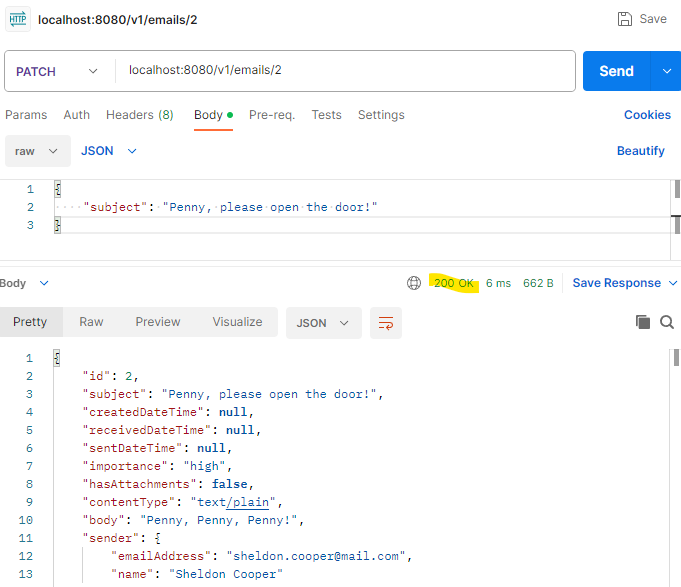 HTTP localhost:8080/v1/emails/2 Save
PATCH localhost:8080/v1/emails/2 Send
Params Auth Headers (8) Body Pre-req. Tests Settings Cookies
raw JSON Beautify
1 {
2 "subject": "Penny, please open the door!"
3 }
Body 200 OK 6 ms 662 B Save Response
Pretty Raw Preview Visualize JSON
1 {
2 "id": 2,
3 "subject": "Penny, please open the door!",
4 "createdDateTime": null,
5 "receivedDateTime": null,
6 "sentDateTime": null,
7 "importance": "high",
8 "hasAttachments": false,
9 "contentType": "text/plain",
10 "body": "Penny, Penny, Penny!",
11 "sender": {
12 "emailAddress": "sheldon.cooper@mail.com",
13 "name": "Sheldon Cooper"